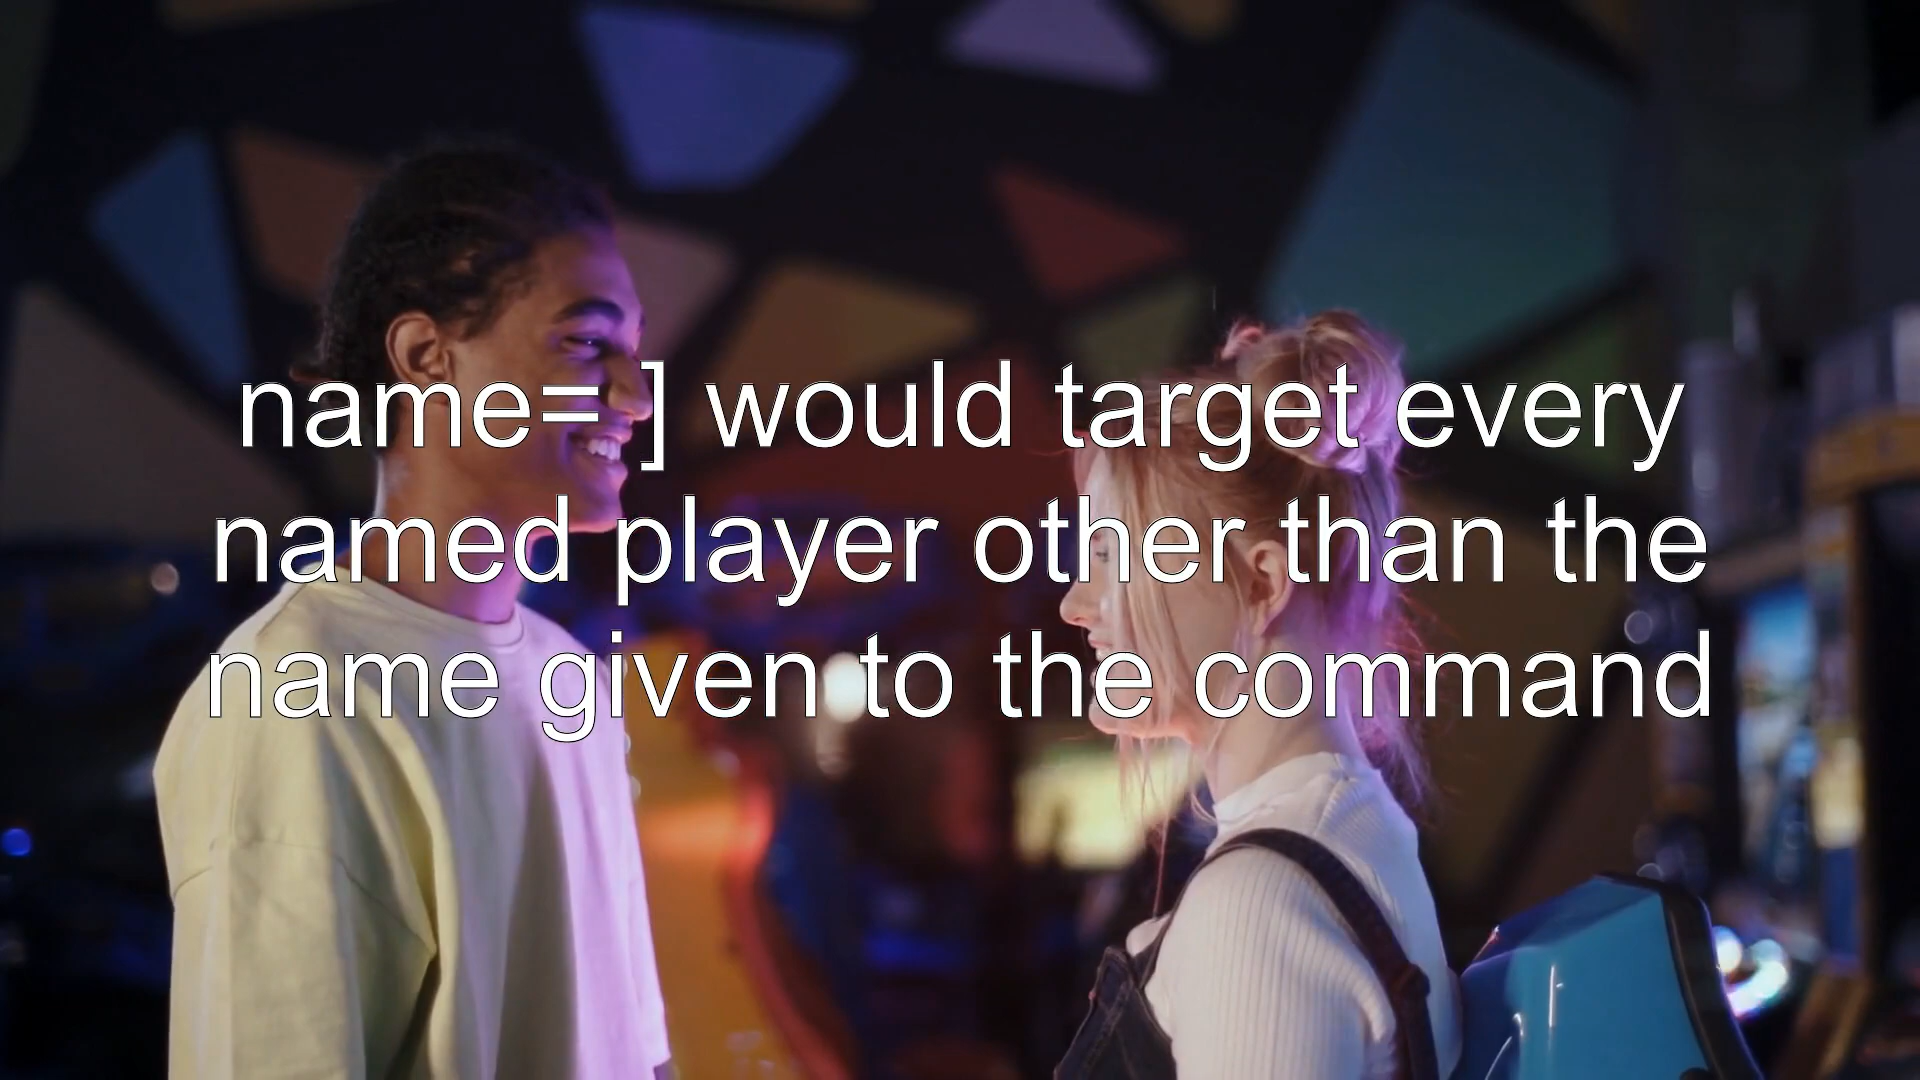 name= ] would target every
named player other than the
name given to the command